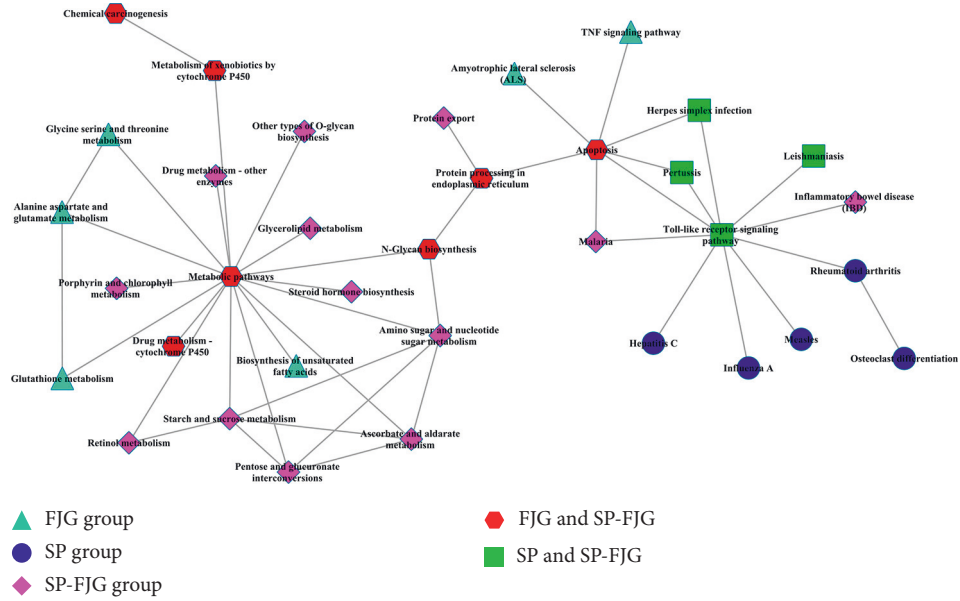 Chemical carcinogenesis
TNF signaling pathway
Metabolism of xenobiotics by
cytochrome P450
Amyotrophic lateral sclerosis
(ALS)
Herpes simplex infection
Protein export
Glycine serine and threonine
metabolism
Other types of O-glycan
biosynthesis
Apoptosis
Leishmaniasis
Drug metabolism - other
enzymes
Protein processing in
endoplasmic reticulum
Pertussis
Inflammatory bowel disease
(IBD)
Alanine aspartate and
glutamate metabolism
Glycerolipid metabolism
N-Glycan biosynthesis
Malaria
Toll-like receptor signaling
pathway
Rheumatoid arthritis
Metabolic pathways
Porphyrin and chlorophyll
metabolism
Steroid hormone biosynthesis
Amino sugar and nucleotide
sugar metabolism
Drug metabolism -
cytochrome P450
Hepatitis C
Measles
Influenza A
Osteoclast differentiation
Biosynthesis of unsaturated
fatty acids
Glutathione metabolism
Starch and sucrose metabolism
Retinol metabolism
Ascorbate and aldarate
metabolism
Pentose and glucuronate
interconversions
FJG group
SP group
SP-FJG group
FJG and SP-FJG
SP and SP-FJG